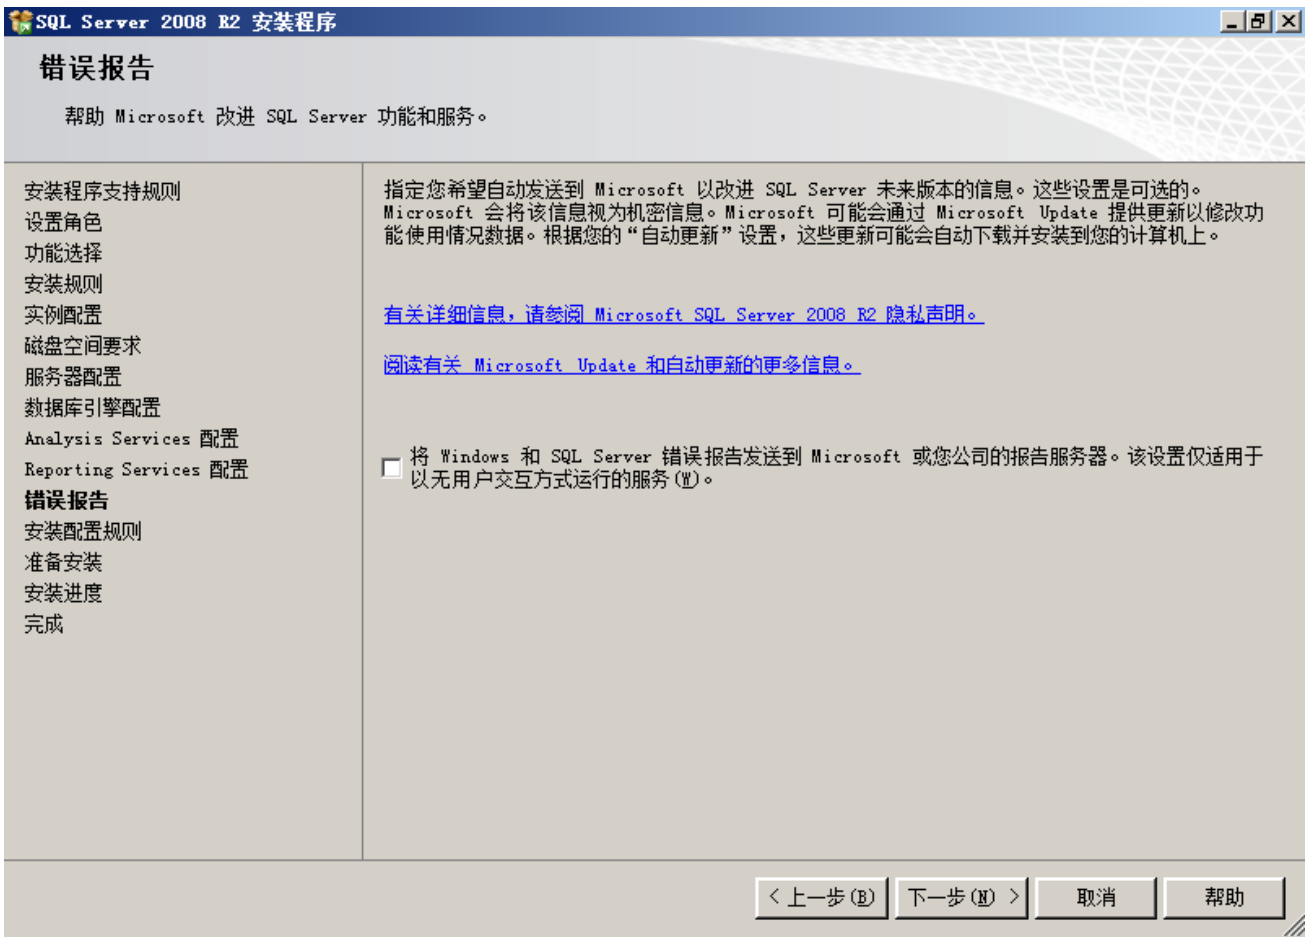 SQL Server 2008 R2 安装程序
错误报告
帮助 Microsoft 改进 SQL Server 功能和服务。
安装程序支持规则
设置角色
功能选择
安装规则
实例配置
磁盘空间要求
服务器配置
数据库引擎配置
Analysis Services 配置
Reporting Services 配置
错误报告
安装配置规则
准备安装
安装进度
完成
指定您希望自动发送到 Microsoft 以改进 SQL Server 未来版本的信息。这些设置是可选的。
Microsoft 会将该信息视为机密信息。Microsoft 可能会通过 Microsoft Update 提供更新以修改功
能使用情况数据。根据您的“自动更新”设置，这些更新可能会自动下载并安装到您的计算机上。
有关详细信息，请参阅 Microsoft SQL Server 2008 R2 隐私声明。
阅读有关 Microsoft Update 和自动更新的更多信息。
将 Windows 和 SQL Server 错误报告发送到 Microsoft 或您公司的报告服务器。该设置仅适用于
以无用户交互方式运行的服务(W)。
< 上一步(B)
下一步(N) >
取消
帮助